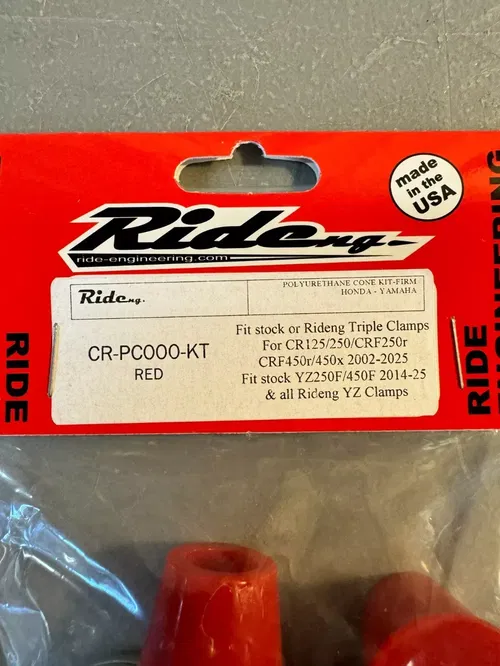 made
in the
USA
Rideng.
ride-engineering.com
Rideng.
POLYURETHANE CONE KIT-FIRM
HONDA - YAMAHA
CR-PC000-KT
RED
Fit stock or Rideng Triple Clamps
For CR125/250/CRF250r
CRF450r/450x 2002-2025
Fit stock YZ250F/450F 2014-25
& all Rideng YZ Clamps
RIDE
RIDE
ENGINEERING